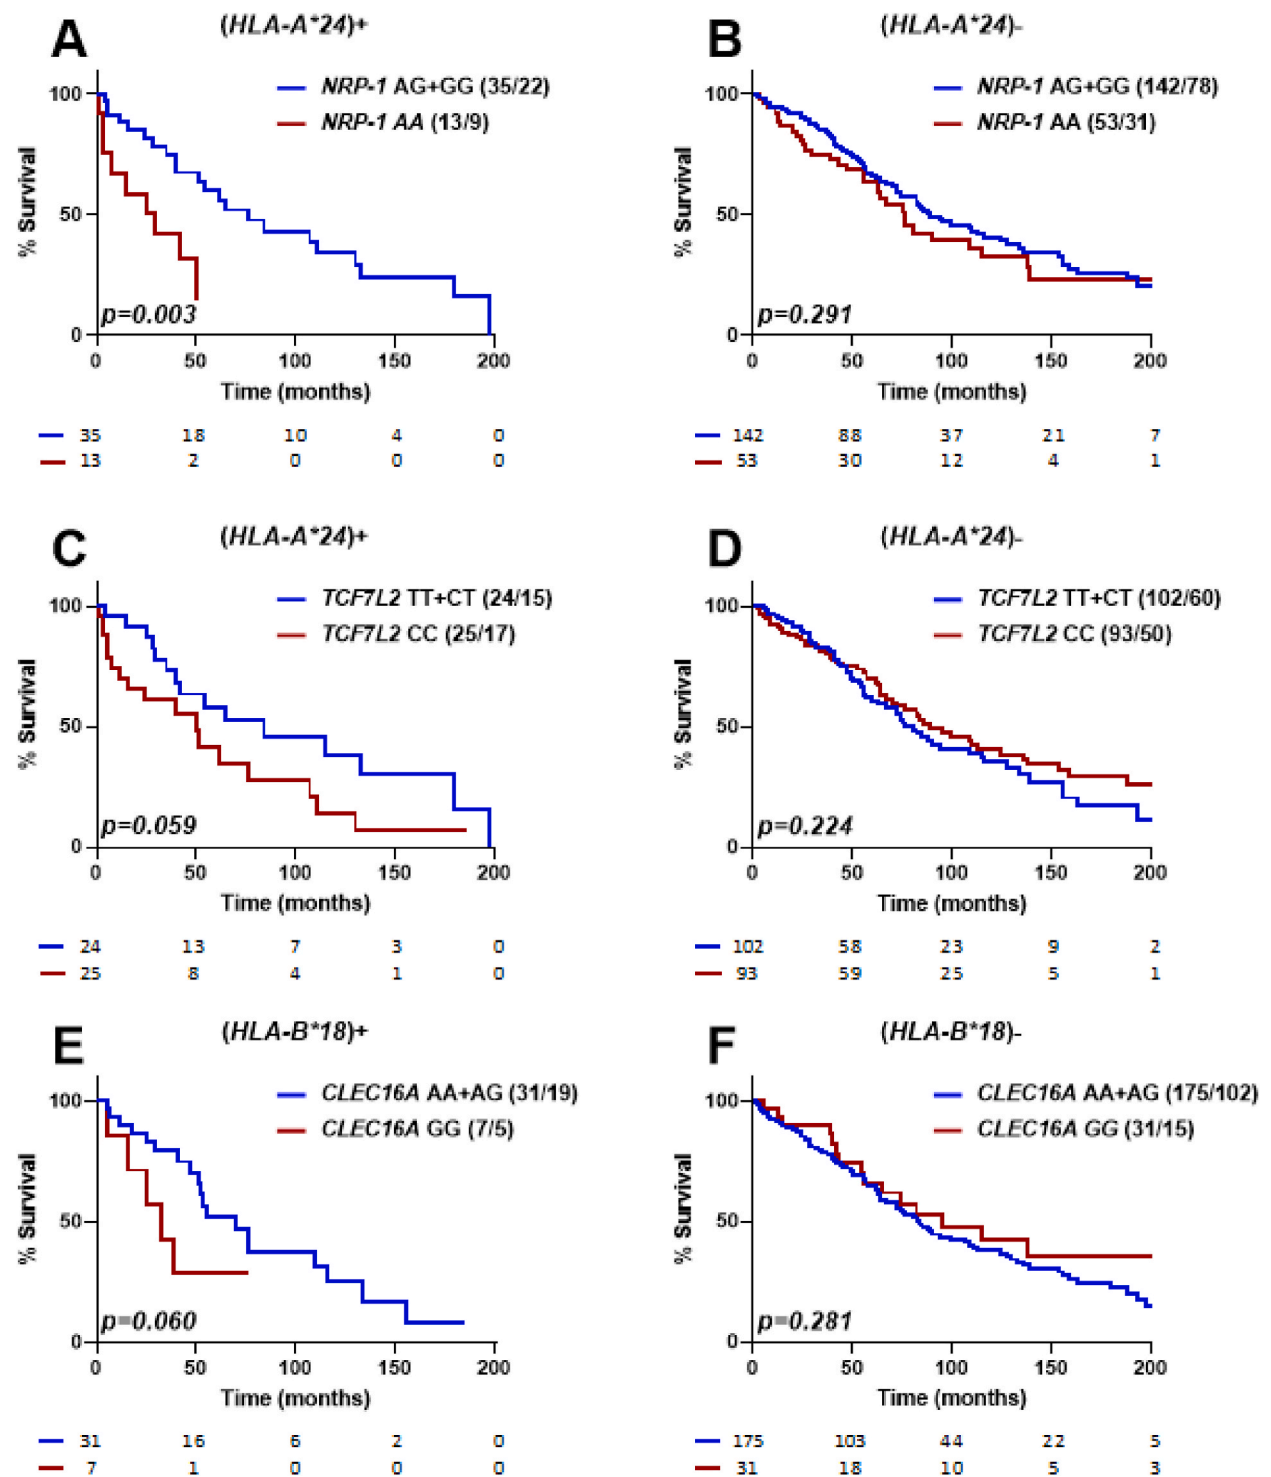 A (HLA-A*24)+
NRP-1 AG+GG (35/22)
NRP-1 AA (13/9)
% Survival
100
50
0
p=0.003
0 50 100 150 200
Time (months)
35 18 10 4 0
13 2 0 0 0
B (HLA-A*24)-
NRP-1 AG+GG (142/78)
NRP-1 AA (53/31)
% Survival
100
50
0
p=0.291
0 50 100 150 200
Time (months)
142 88 37 21 7
53 30 12 4 1
C (HLA-A*24)+
TCF7L2 TT+CT (24/15)
TCF7L2 CC (25/17)
% Survival
100
50
0
p=0.059
0 50 100 150 200
Time (months)
24 13 7 3 0
25 8 4 1 0
D (HLA-A*24)-
TCF7L2 TT+CT (102/60)
TCF7L2 CC (93/50)
% Survival
100
50
0
p=0.224
0 50 100 150 200
Time (months)
102 58 23 9 2
93 59 25 5 1
E (HLA-B*18)+
CLEC16A AA+AG (31/19)
CLEC16A GG (7/5)
% Survival
100
50
0
p=0.060
0 50 100 150 200
Time (months)
31 16 6 2 0
7 1 0 0 0
F (HLA-B*18)-
CLEC16A AA+AG (175/102)
CLEC16A GG (31/15)
% Survival
100
50
0
p=0.281
0 50 100 150 200
Time (months)
175 103 44 22 5
31 18 10 5 3